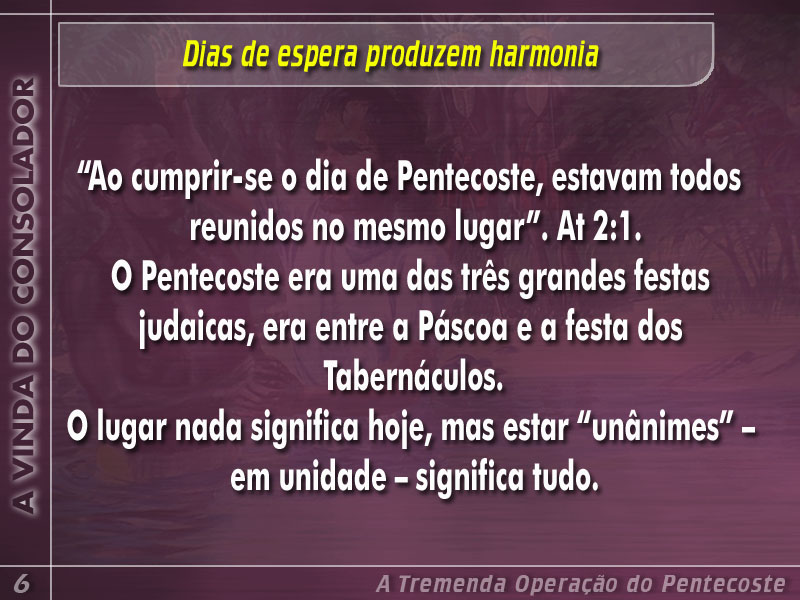 Dias de espera produzem harmonia
A VINDA DO CONSOLADOR
“Ao cumprir-se o dia de Pentecoste, estavam todos
reunidos no mesmo lugar”. At 2:1.
O Pentecoste era uma das três grandes festas
judaicas, era entre a Páscoa e a festa dos
Tabernáculos.
O lugar nada significa hoje, mas estar “unânimes” –
em unidade – significa tudo.
6
A Tremenda Operação do Pentecoste